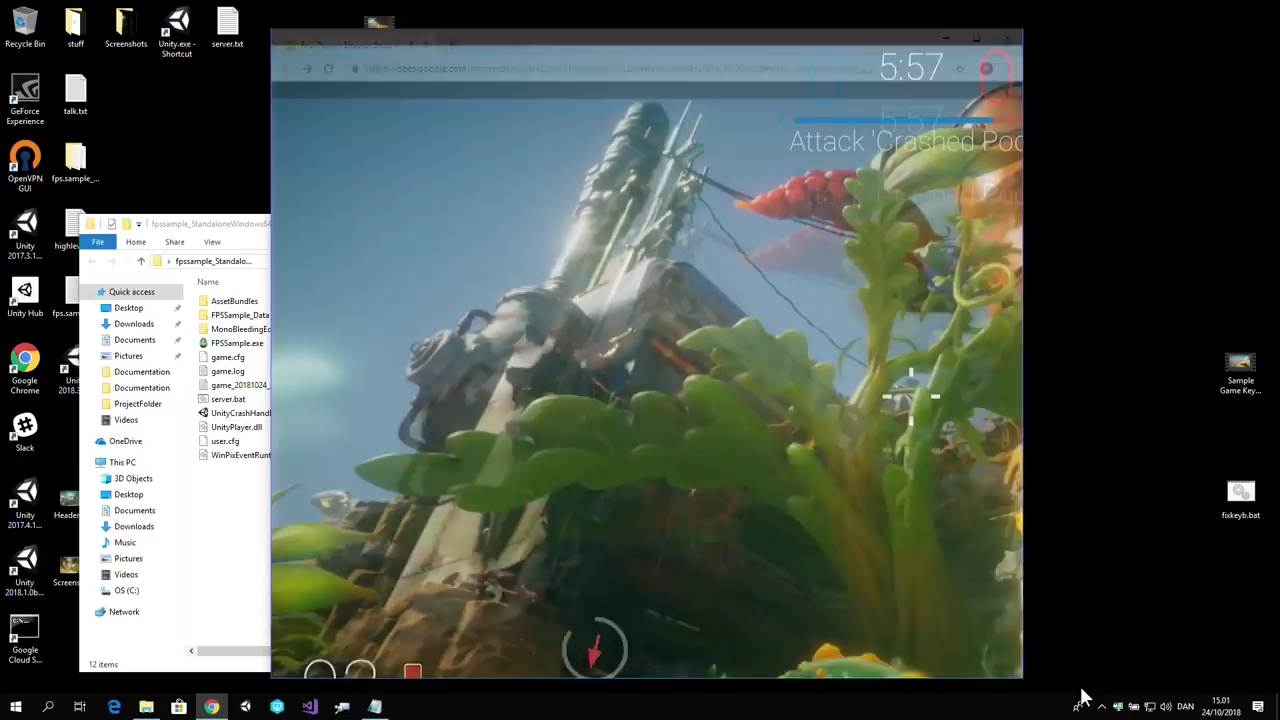 Recycle Bin
stuff
Screenshots
Unity.exe - Shortcut
server.txt
GeForce Experience
talk.txt
OpenVPN GUI
fps.sample_...
Unity 2017.3.1...
Unity Hub
Google Chrome
Slack
Unity 2017.4.1...
Unity 2018.1.0b...
Google Cloud S...
fpssample_StandaloneWindows64
File
Home
Share
View
fpssample_Standalo...
Name
Quick access
Desktop
Downloads
Documents
Pictures
Documentation
Documentation
ProjectFolder
Videos
OneDrive
This PC
3D Objects
Desktop
Documents
Downloads
Music
Pictures
Videos
OS (C:)
Network
AssetBundles
FPSSample_Data
MonoBleedingEd
FPSSample.exe
game.cfg
game.log
game_20181024_
server.bat
UnityCrashHandl
UnityPlayer.dll
user.cfg
WinPixEventRunt
12 items
5:57
Attack 'Crashed Pod
Sample Game Key...
fixkeyb.bat
DAN
15.01
24/10/2018